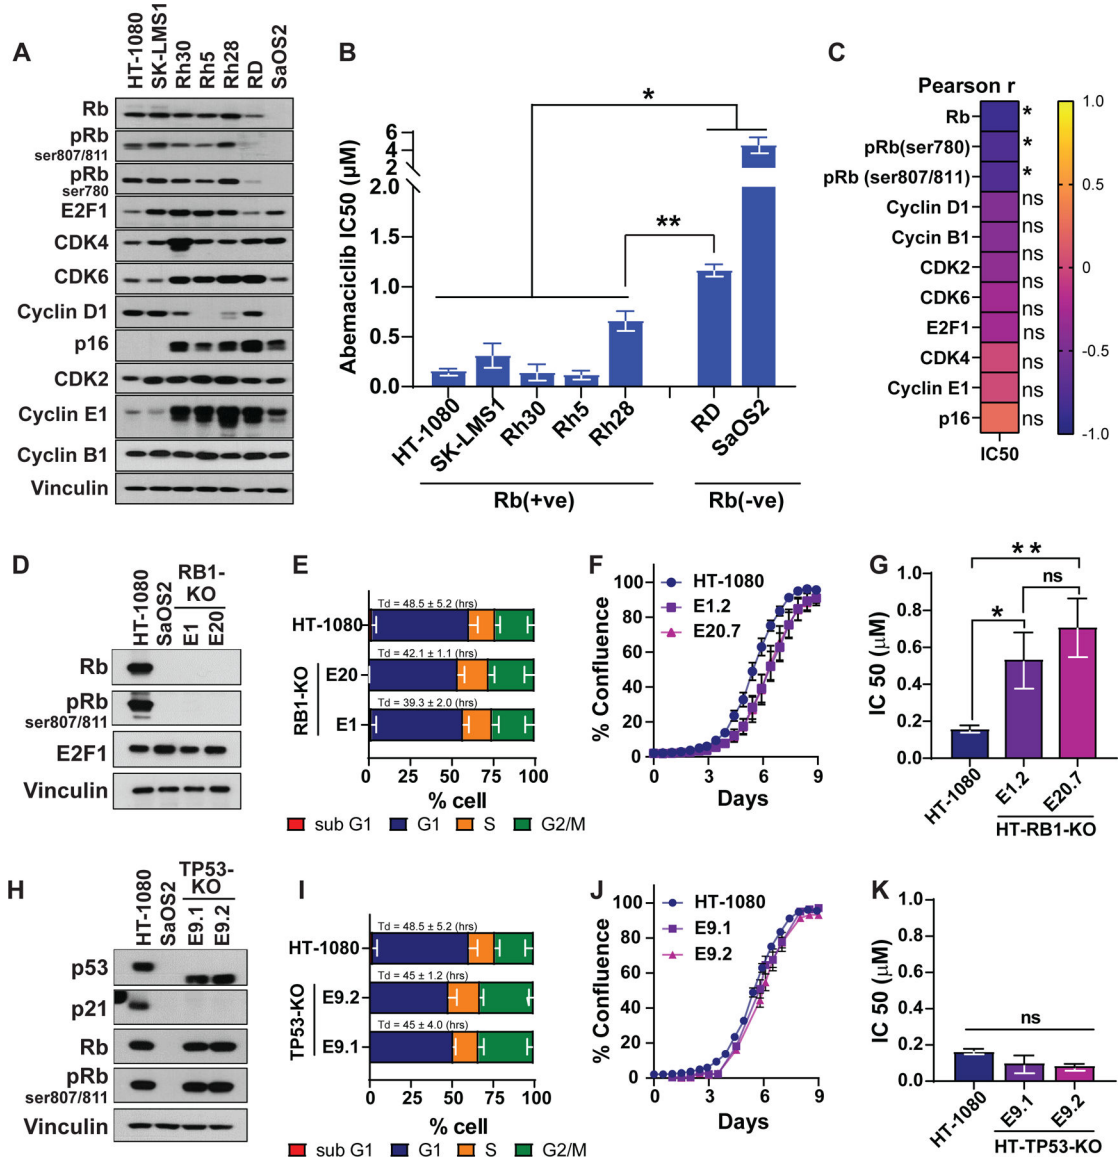 A
HT-1080
SK-LMS1
Rh30
Rh5
Rh28
RD
SaOS2
Rb
pRb
ser807/811
pRb
ser780
E2F1
CDK4
CDK6
Cyclin D1
p16
CDK2
Cyclin E1
Cyclin B1
Vinculin
B
Abemaciclib IC50 (μM)
6
4
2
2.0
1.5
1.0
0.5
0.0
*
**
HT-1080
SK-LMS1
Rh30
Rh5
Rh28
RD
SaOS2
Rb(+ve)
Rb(-ve)
C
Pearson r
Rb *
pRb(ser780) *
pRb (ser807/811) *
Cyclin D1 ns
Cycin B1 ns
CDK2 ns
CDK6 ns
E2F1 ns
CDK4 ns
Cyclin E1 ns
p16 ns
IC50
1.0
0.5
0
-0.5
-1.0
D
HT-1080
SaOS2
RB1-
KO
E1
E20
Rb
pRb
ser807/811
E2F1
Vinculin
E
Td = 48.5 ± 5.2 (hrs)
HT-1080
Td = 42.1 ± 1.1 (hrs)
E20
Td = 39.3 ± 2.0 (hrs)
E1
RB1-KO
0 25 50 75 100
% cell
sub G1 G1 S G2/M
F
HT-1080
E1.2
E20.7
% Confluence
100
80
60
40
20
0
0 3 6 9
Days
G
IC 50 (μM)
1.0
0.8
0.6
0.4
0.2
0.0
**
ns
*
HT-1080
E1.2
E20.7
HT-RB1-KO
H
HT-1080
SaOS2
TP53-
KO
E9.1
E9.2
p53
p21
Rb
pRb
ser807/811
Vinculin
I
Td = 48.5 ± 5.2 (hrs)
HT-1080
Td = 45 ± 1.2 (hrs)
E9.2
Td = 45 ± 4.0 (hrs)
E9.1
TP53-KO
0 25 50 75 100
% cell
sub G1 G1 S G2/M
J
HT-1080
E9.1
E9.2
% Confluence
100
80
60
40
20
0
0 3 6 9
Days
K
IC 50 (μM)
1.0
0.8
0.6
0.4
0.2
0.0
ns
HT-1080
E9.1
E9.2
HT-TP53-KO